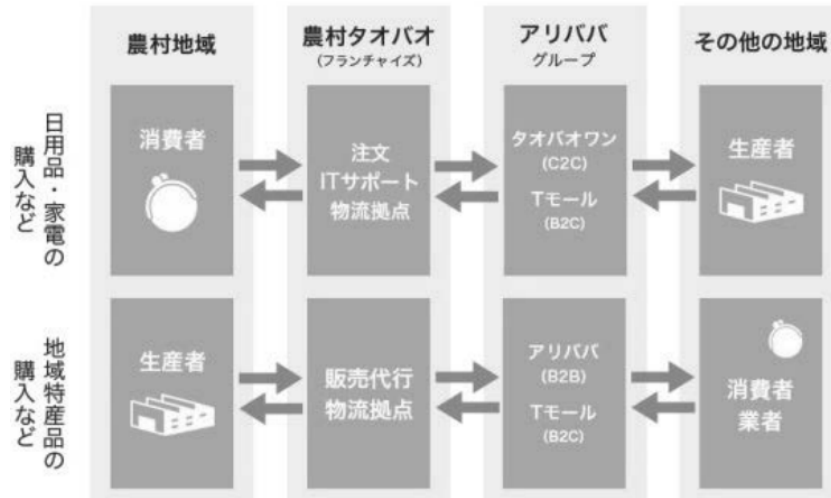 農村地域
農村タオバオ
(フランチャイズ)
アリババ
グループ
その他の地域
日用品・家電の
購入など
消費者
注文
ITサポート
物流拠点
タオバオワン
(C2C)
Tモール
(B2C)
生産者
地域特産品の
購入など
生産者
販売代行
物流拠点
アリババ
(B2B)
Tモール
(B2C)
消費者
業者